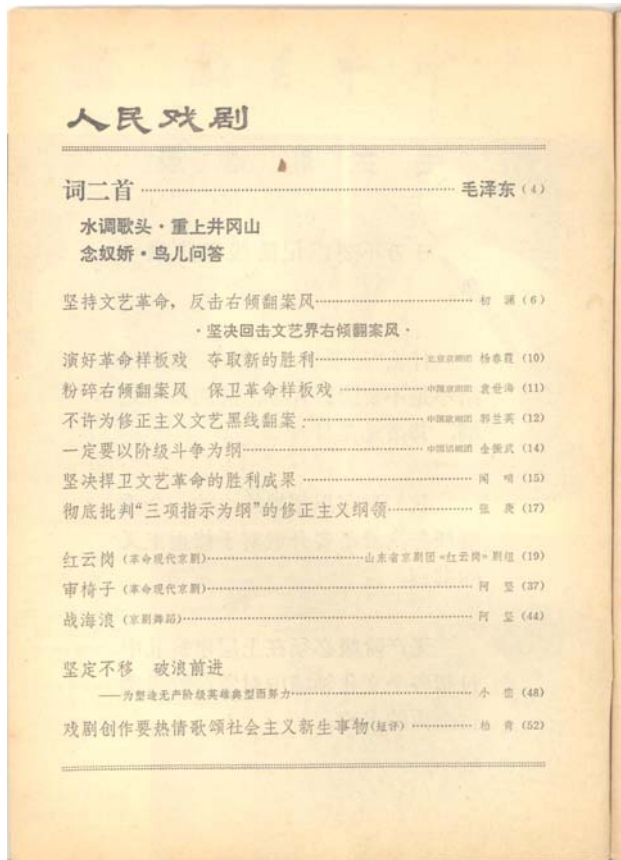 人民戏剧
词二首 毛泽东(4)
水调歌头·重上井冈山
念奴娇·鸟儿问答
坚持文艺革命，反击右倾翻案风 初澜(6)
·坚决回击文艺界右倾翻案风·
演好革命样板戏 夺取新的胜利 北京京剧团 杨春霞(10)
粉碎右倾翻案风 保卫革命样板戏 中国京剧团 袁世海(11)
不许为修正主义文艺黑线翻案 中国歌剧团 郭兰英(12)
一定要以阶级斗争为纲 中国话剧团 金振武(14)
坚决捍卫文艺革命的胜利成果 闻 (15)
彻底批判“三项指示为纲”的修正主义纲领 张庚(17)
红云岗(革命现代京剧) 山东省京剧团《红云岗》剧组(19)
审椅子(革命现代京剧) 阿坚(37)
战海浪(京剧舞蹈) 阿坚(44)
坚定不移 破浪前进
——为塑造无产阶级英雄典型而努力 小峦(48)
戏剧创作要热情歌颂社会主义新生事物(短评) 柏青(52)